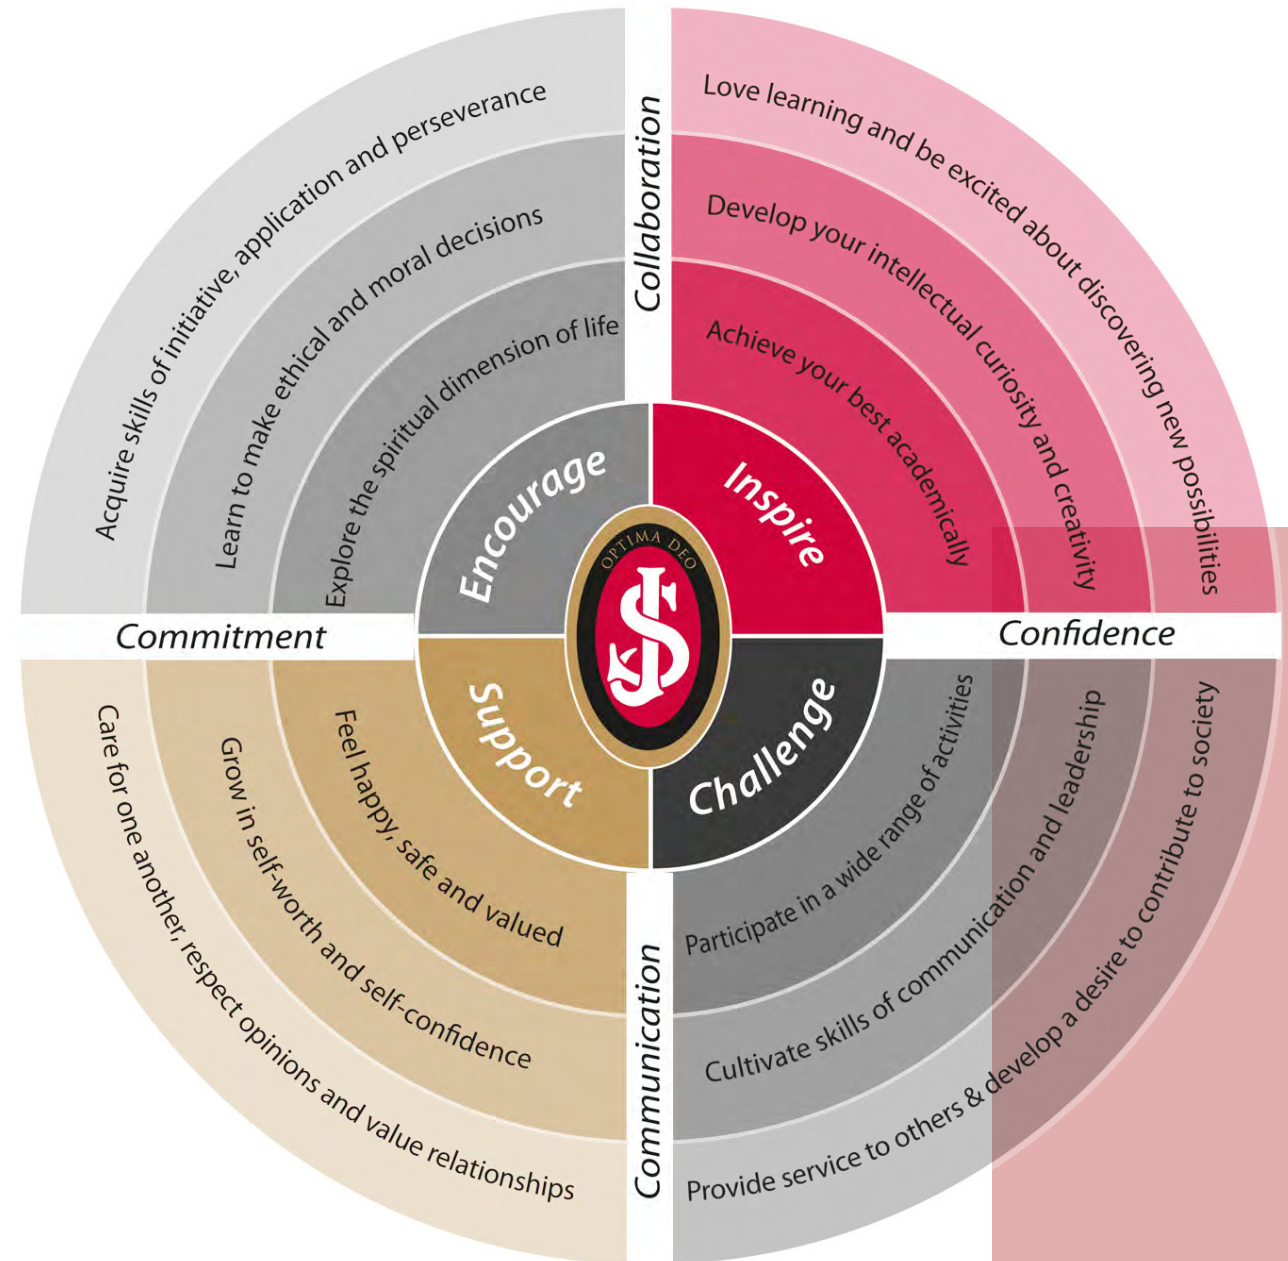 Collaboration
Acquire skills of initiative, application and perseverance
Learn to make ethical and moral decisions
Explore the spiritual dimension of life
Encourage
Love learning and be excited about discovering new possibilities
Develop your intellectual curiosity and creativity
Achieve your best academically
Inspire
OPTIMA DEO
JS
Commitment
Confidence
Support
Feel happy, safe and valued
Grow in self-worth and self-confidence
Care for one another, respect opinions and value relationships
Challenge
Participate in a wide range of activities
Cultivate skills of communication and leadership
Provide service to others & develop a desire to contribute to society
Communication